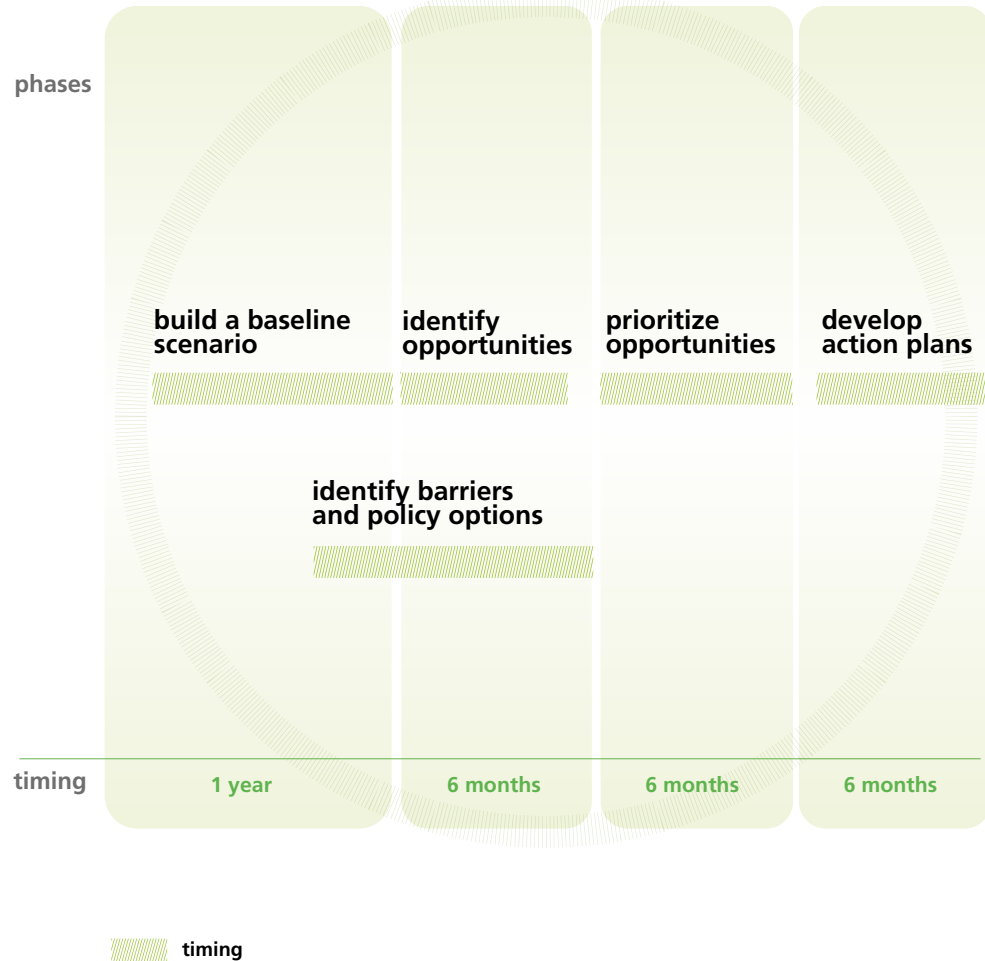 phases
build a baseline
scenario
identify
opportunities
prioritize
opportunities
develop
action plans
identify barriers
and policy options
timing
1 year
6 months
6 months
6 months
timing